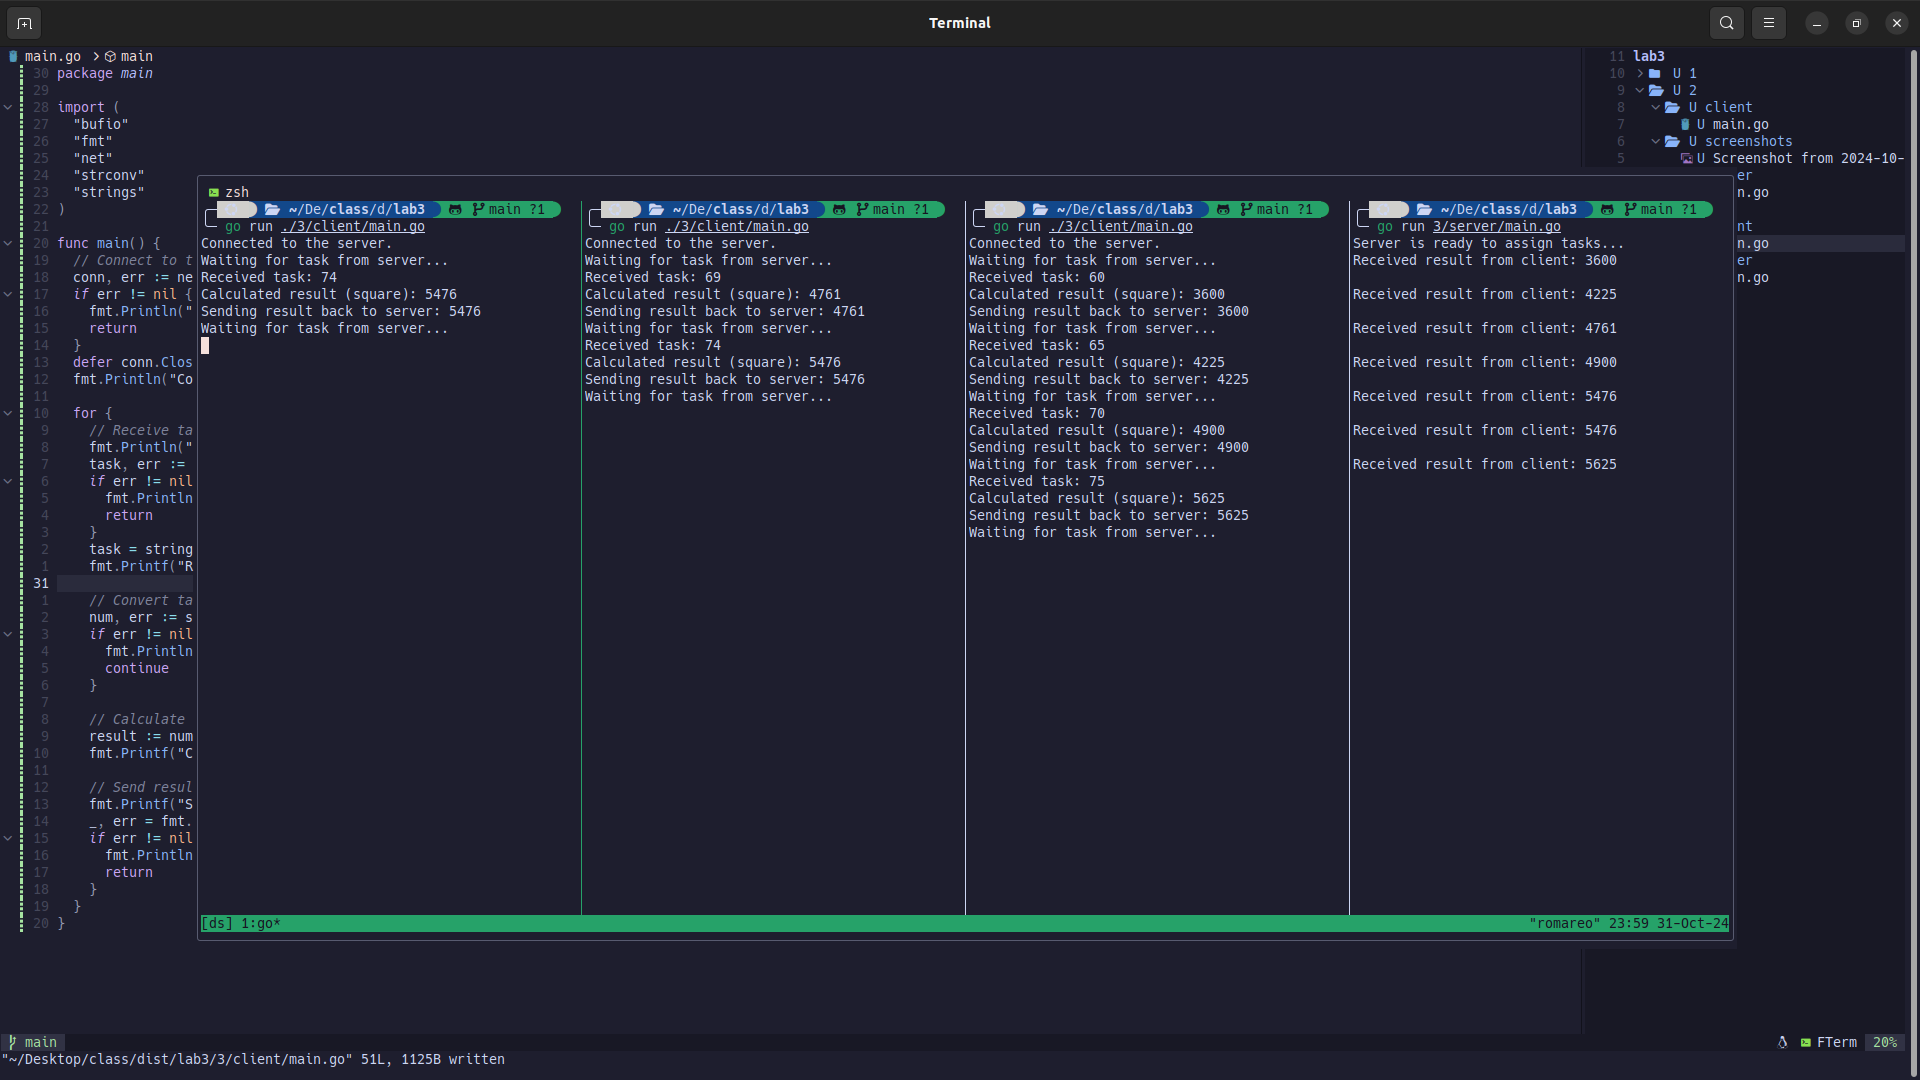 Terminal
main.go > main
30 package main
29
28 import (
27 "bufio"
26 "fmt"
25 "net"
24 "strconv"
23 "strings"
22 )
21
20 func main() {
19 // Connect to t
18 conn, err := ne
17 if err != nil {
16 fmt.Println("
15 return
14 }
13 defer conn.Clos
12 fmt.Println("Co
11
10 for {
9 // Receive ta
8 fmt.Println("
7 task, err :=
6 if err != nil
5 fmt.Println
4 return
3 }
2 task = string
1 fmt.Printf("R
31
1 // Convert ta
2 num, err := s
3 if err != nil
4 fmt.Println
5 continue
6 }
7
8 // Calculate
9 result := num
10 fmt.Printf("C
11
12 // Send resul
13 fmt.Printf("S
14 _, err = fmt.
15 if err != nil
16 fmt.Println
17 return
18 }
19 }
20 }
zsh
~/De/class/d/lab3 main ?1
go run ./3/client/main.go
Connected to the server.
Waiting for task from server...
Received task: 74
Calculated result (square): 5476
Sending result back to server: 5476
Waiting for task from server...
~/De/class/d/lab3 main ?1
go run ./3/client/main.go
Connected to the server.
Waiting for task from server...
Received task: 69
Calculated result (square): 4761
Sending result back to server: 4761
Waiting for task from server...
Received task: 74
Calculated result (square): 5476
Sending result back to server: 5476
Waiting for task from server...
~/De/class/d/lab3 main ?1
go run ./3/client/main.go
Connected to the server.
Waiting for task from server...
Received task: 60
Calculated result (square): 3600
Sending result back to server: 3600
Waiting for task from server...
Received task: 65
Calculated result (square): 4225
Sending result back to server: 4225
Waiting for task from server...
Received task: 70
Calculated result (square): 4900
Sending result back to server: 4900
Waiting for task from server...
Received task: 75
Calculated result (square): 5625
Sending result back to server: 5625
Waiting for task from server...
~/De/class/d/lab3 main ?1
go run 3/server/main.go
Server is ready to assign tasks...
Received result from client: 3600
Received result from client: 4225
Received result from client: 4761
Received result from client: 4900
Received result from client: 5476
Received result from client: 5476
Received result from client: 5625
[ds] 1:go*
"romareo" 23:59 31-Oct-24
11 lab3
10 U 1
9 U 2
8 U client
7 U main.go
6 U screenshots
5 U Screenshot from 2024-10-
er
n.go
nt
n.go
er
n.go
main
FTerm 20%
"~/Desktop/class/dist/lab3/3/client/main.go" 51L, 1125B written